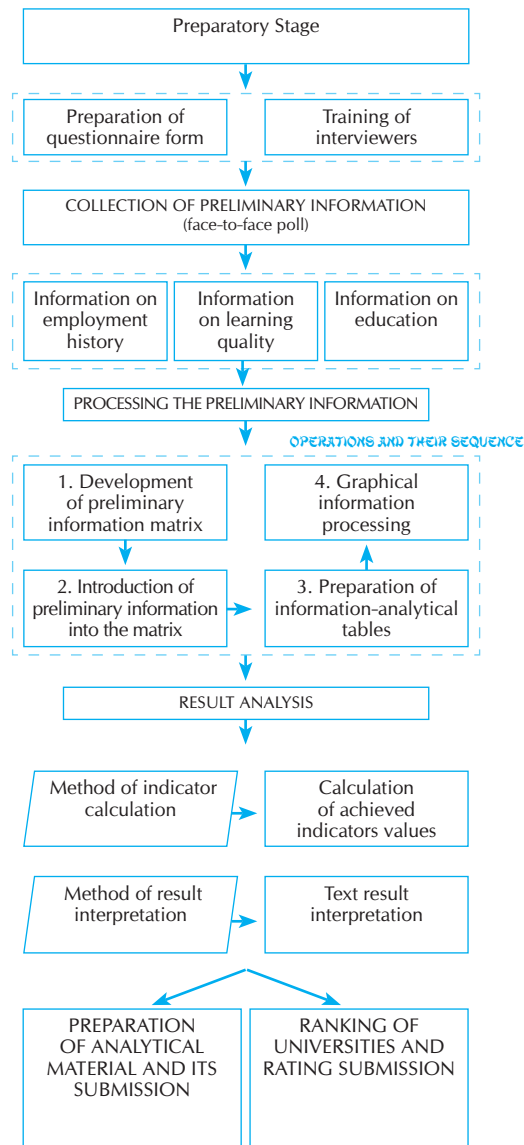 Preparatory Stage
Preparation of
questionnaire form
Training of
interviewers
COLLECTION OF PRELIMINARY INFORMATION
(face-to-face poll)
Information on
employment
history
Information
on learning
quality
Information on
education
PROCESSING THE PRELIMINARY INFORMATION
OPERATIONS AND THEIR SEQUENCE
1. Development
of preliminary
information matrix
4. Graphical
information
processing
2. Introduction of
preliminary information
into the matrix
3. Preparation of
information-analytical
tables
RESULT ANALYSIS
Method of indicator
calculation
Calculation
of achieved
indicators values
Method of result
interpretation
Text result
interpretation
PREPARATION
OF ANALYTICAL
MATERIAL AND ITS
SUBMISSION
RANKING OF
UNIVERSITIES AND
RATING SUBMISSION